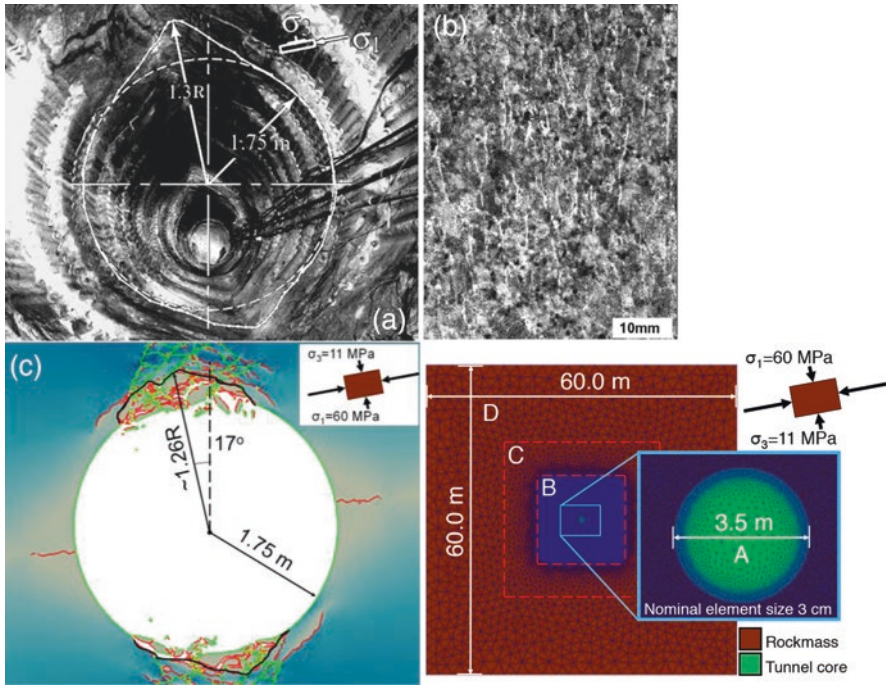 (a)
σ3
σ1
1.3R
1.75 m
(b)
10mm
(c)
σ3=11 MPa
σ1=60 MPa
17o
~1.26R
1.75 m
60.0 m
60.0 m
D
C
B
σ1=60 MPa
σ3=11 MPa
3.5 m
A
Nominal element size 3 cm
Rockmass
Tunnel core